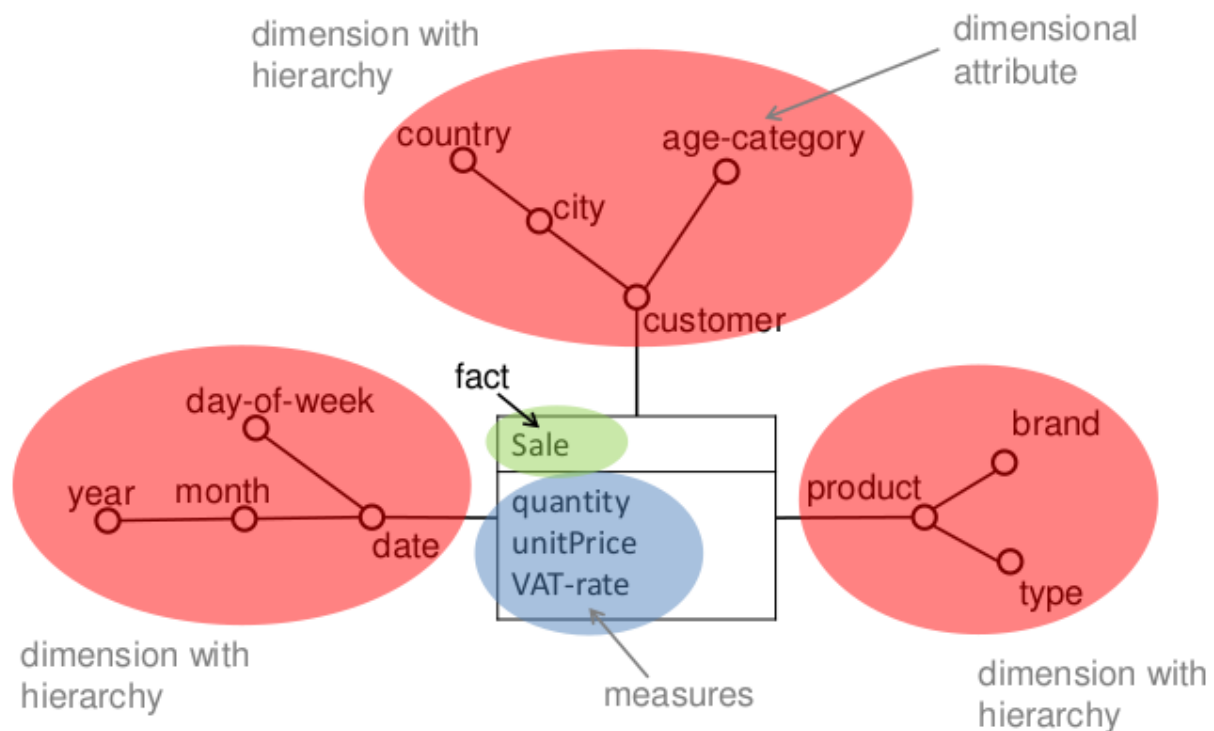 dimension with
hierarchy
dimensional
attribute
country
age-category
city
customer
fact
day-of-week
year
month
date
Sale
quantity
unitPrice
VAT-rate
brand
product
type
dimension with
hierarchy
measures
dimension with
hierarchy